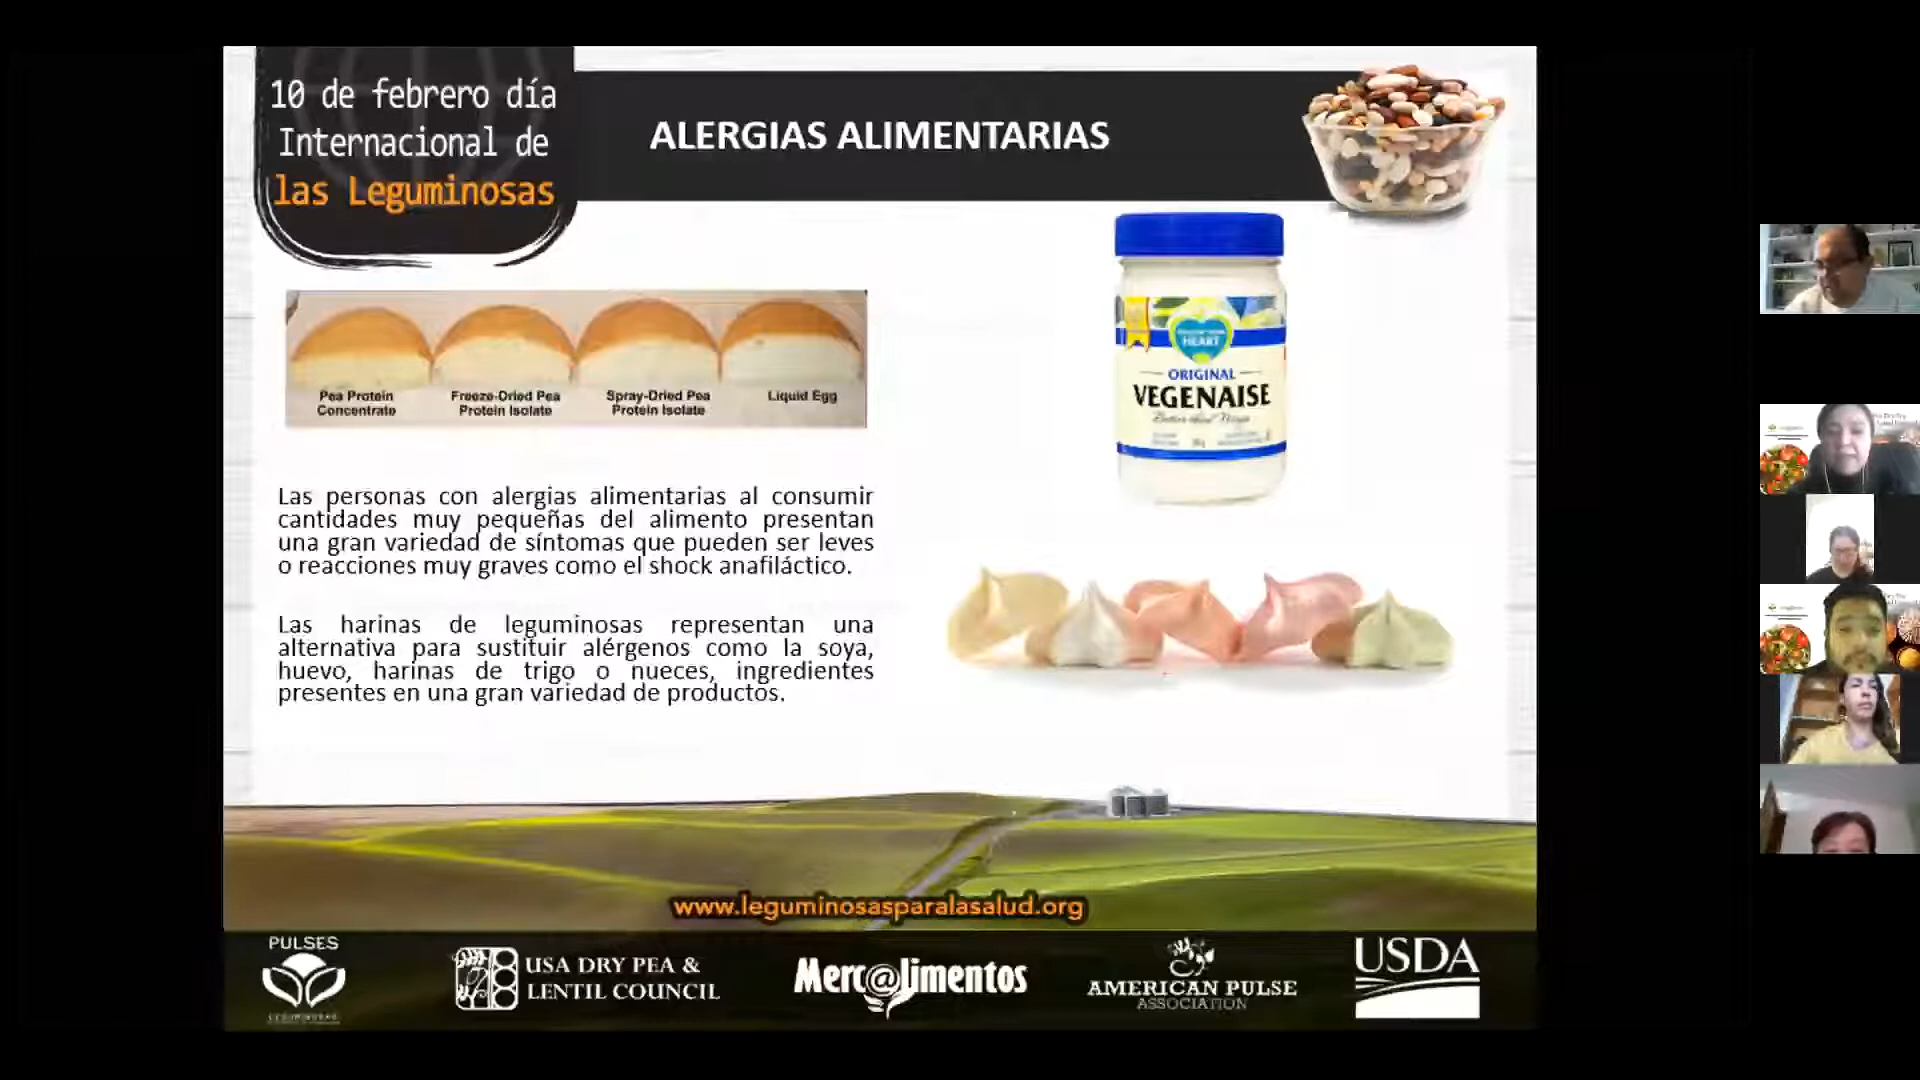 10 de febrero día
Internacional de
las Leguminosas
ALERGIAS ALIMENTARIAS
Pea Protein
Concentrate
Freeze-Dried Pea
Protein Isolate
Spray-Dried Pea
Protein Isolate
Liquid Egg
HEART
ORIGINAL
VEGENAISE
Las personas con alergias alimentarias al consumir
cantidades muy pequeñas del alimento presentan
una gran variedad de síntomas que pueden ser leves
o reacciones muy graves como el shock anafiláctico.
Las harinas de leguminosas representan una
alternativa para sustituir alérgenos como la soya,
huevo, harinas de trigo o nueces, ingredientes
presentes en una gran variedad de productos.
www.leguminosasparalasalud.org
PULSES
USA DRY PEA &
LENTIL COUNCIL
Merc@limentos
AMERICAN PULSE
ASSOCIATION
USDA